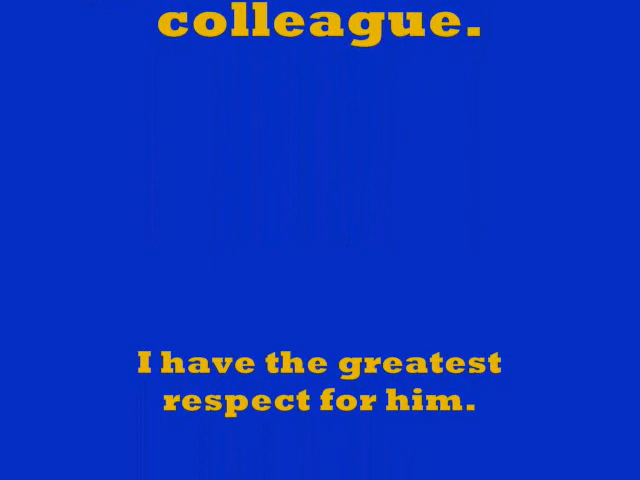 colleague.
I have the greatest
respect for him.